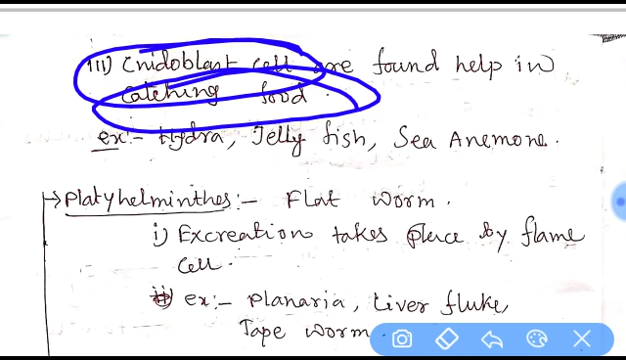 iii) Cnidoblast cell are found help in
catching food.
ex:- Hydra, Jelly fish, Sea Anemone.
→ Platyhelminthes:- Flat worm.
i) Excreation takes place by flame
cell.
ii) ex:- Planaria, Liver fluke,
Tape worm.